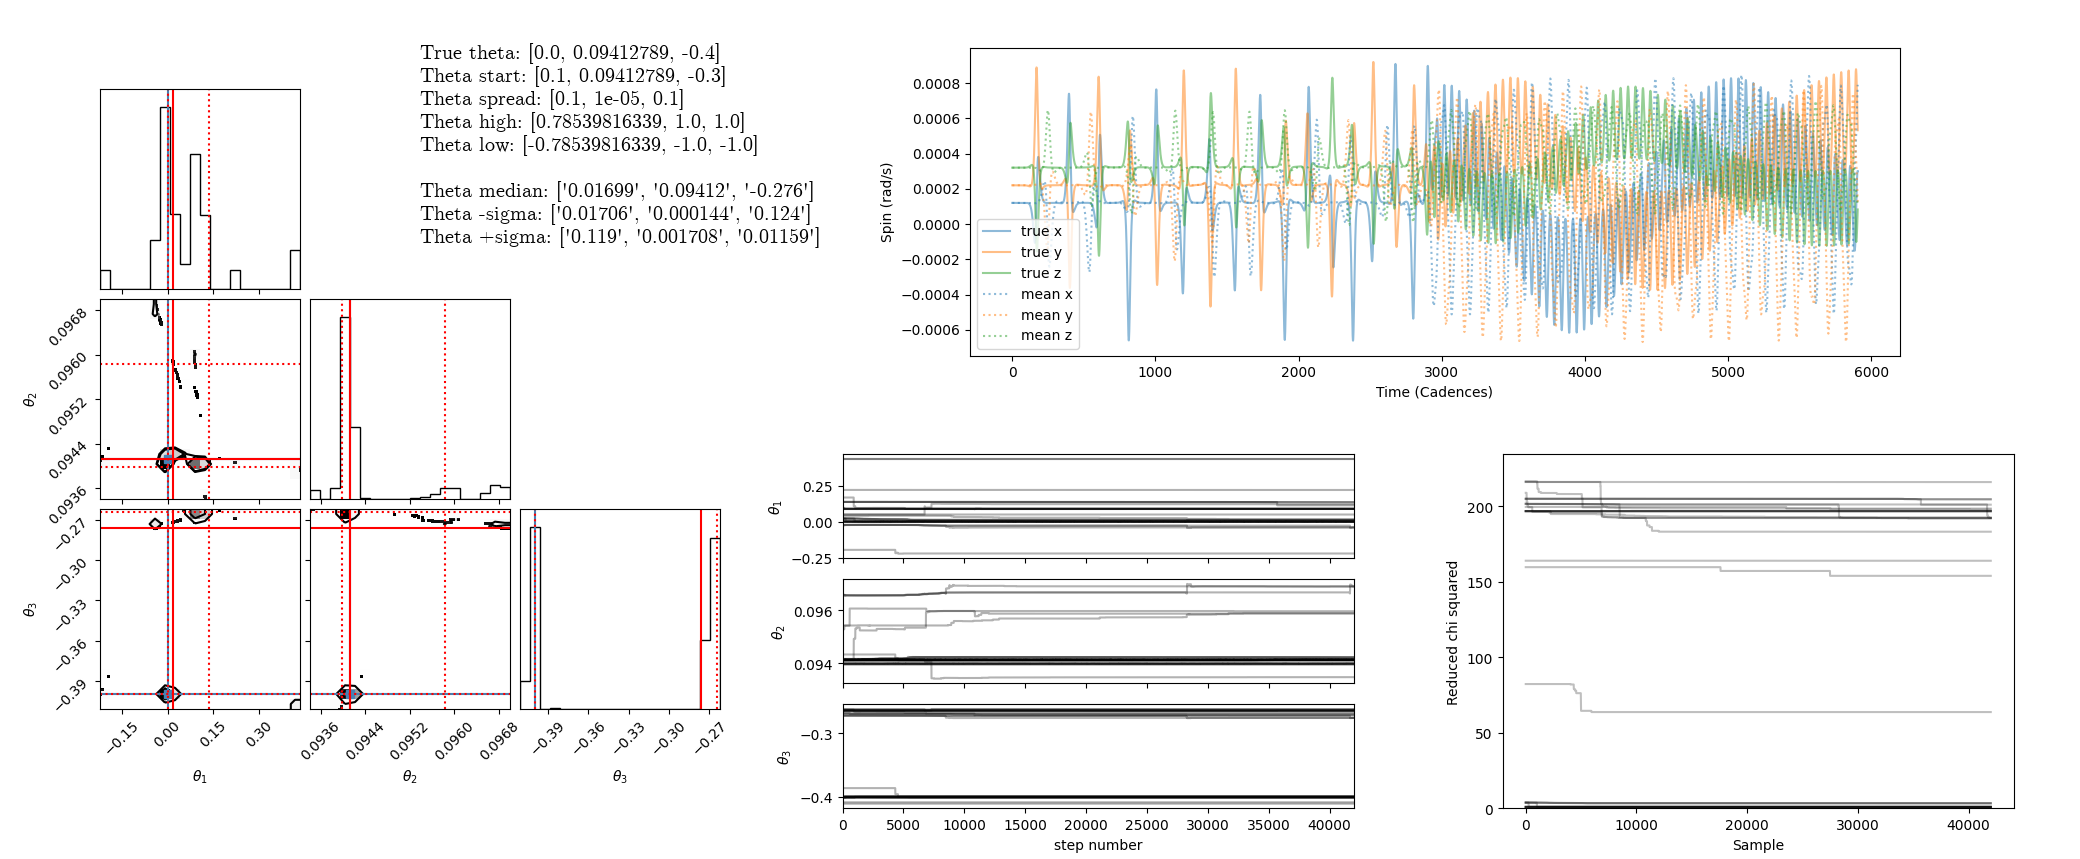 True theta: [0.0, 0.09412789, -0.4]
Theta start: [0.1, 0.09412789, -0.3]
Theta spread: [0.1, 1e-05, 0.1]
Theta high: [0.78539816339, 1.0, 1.0]
Theta low: [-0.78539816339, -1.0, -1.0]
Theta median: ['0.01699', '0.09412', '-0.276']
Theta -sigma: ['0.01706', '0.000144', '0.124']
Theta +sigma: ['0.119', '0.001708', '0.01159']
θ2
0.0968
0.0960
0.0952
0.0944
0.0936
θ3
−0.27
−0.30
−0.33
−0.36
−0.39
−0.15 0.00 0.15 0.30
θ1
0.0936 0.0944 0.0952 0.0960 0.0968
θ2
−0.39 −0.36 −0.33 −0.30 −0.27
θ3
Spin (rad/s)
0.0008
0.0006
0.0004
0.0002
0.0000
−0.0002
−0.0004
−0.0006
true x
true y
true z
mean x
mean y
mean z
0 1000 2000 3000 4000 5000 6000
Time (Cadences)
θ1
0.25
0.00
−0.25
θ2
0.096
0.094
θ3
−0.3
−0.4
0 5000 10000 15000 20000 25000 30000 35000 40000
step number
Reduced chi squared
200
150
100
50
0
0 10000 20000 30000 40000
Sample